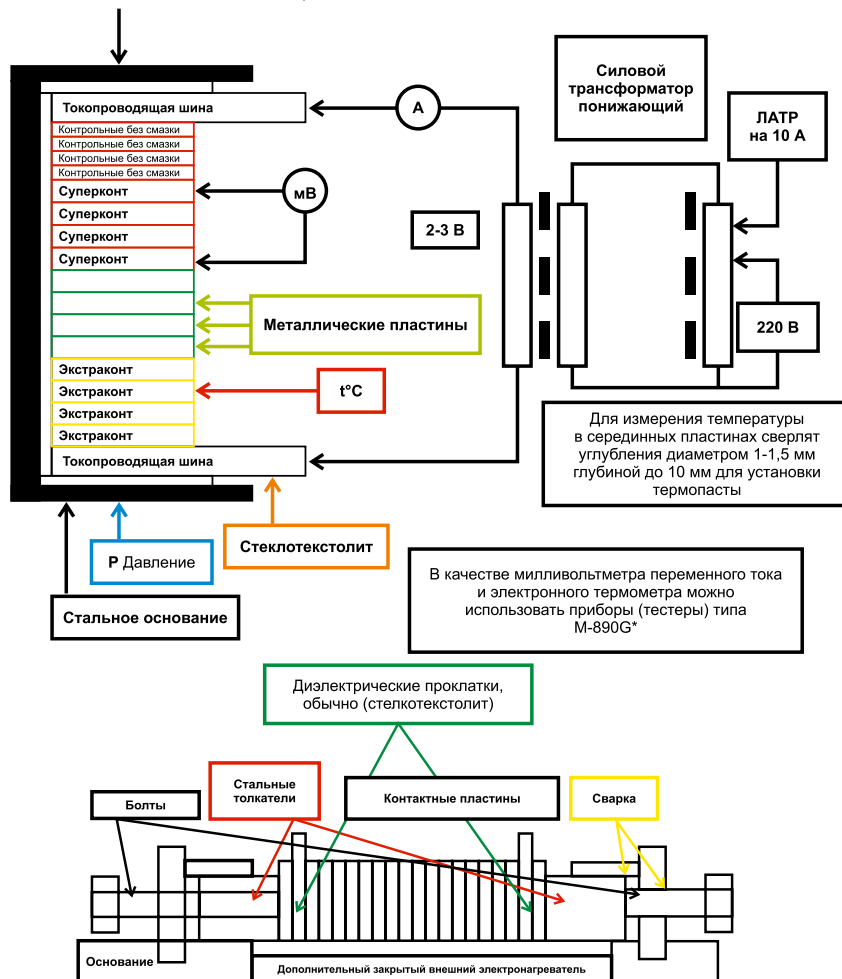 Токопроводящая шина
Контрольные без смазки
Контрольные без смазки
Контрольные без смазки
Контрольные без смазки
Суперконт
Суперконт
Суперконт
Суперконт
Экстраконт
Экстраконт
Экстраконт
Экстраконт
Токопроводящая шина
А
мВ
Металлические пластины
t°C
Стеклотекстолит
Р Давление
Стальное основание
Силовой
трансформатор
понижающий
ЛАТР
на 10 А
2-3 В
220 В
Для измерения температуры
в серединных пластинах сверлят
углубления диаметром 1-1,5 мм
глубиной до 10 мм для установки
термопасты
В качестве милливольтметра переменного тока
и электронного термометра можно
использовать приборы (тестеры) типа
M-890G*
Диэлектрические проклатки,
обычно (стелкотекстолит)
Болты
Стальные
толкатели
Контактные пластины
Сварка
Основание
Дополнительный закрытый внешний электронагреватель